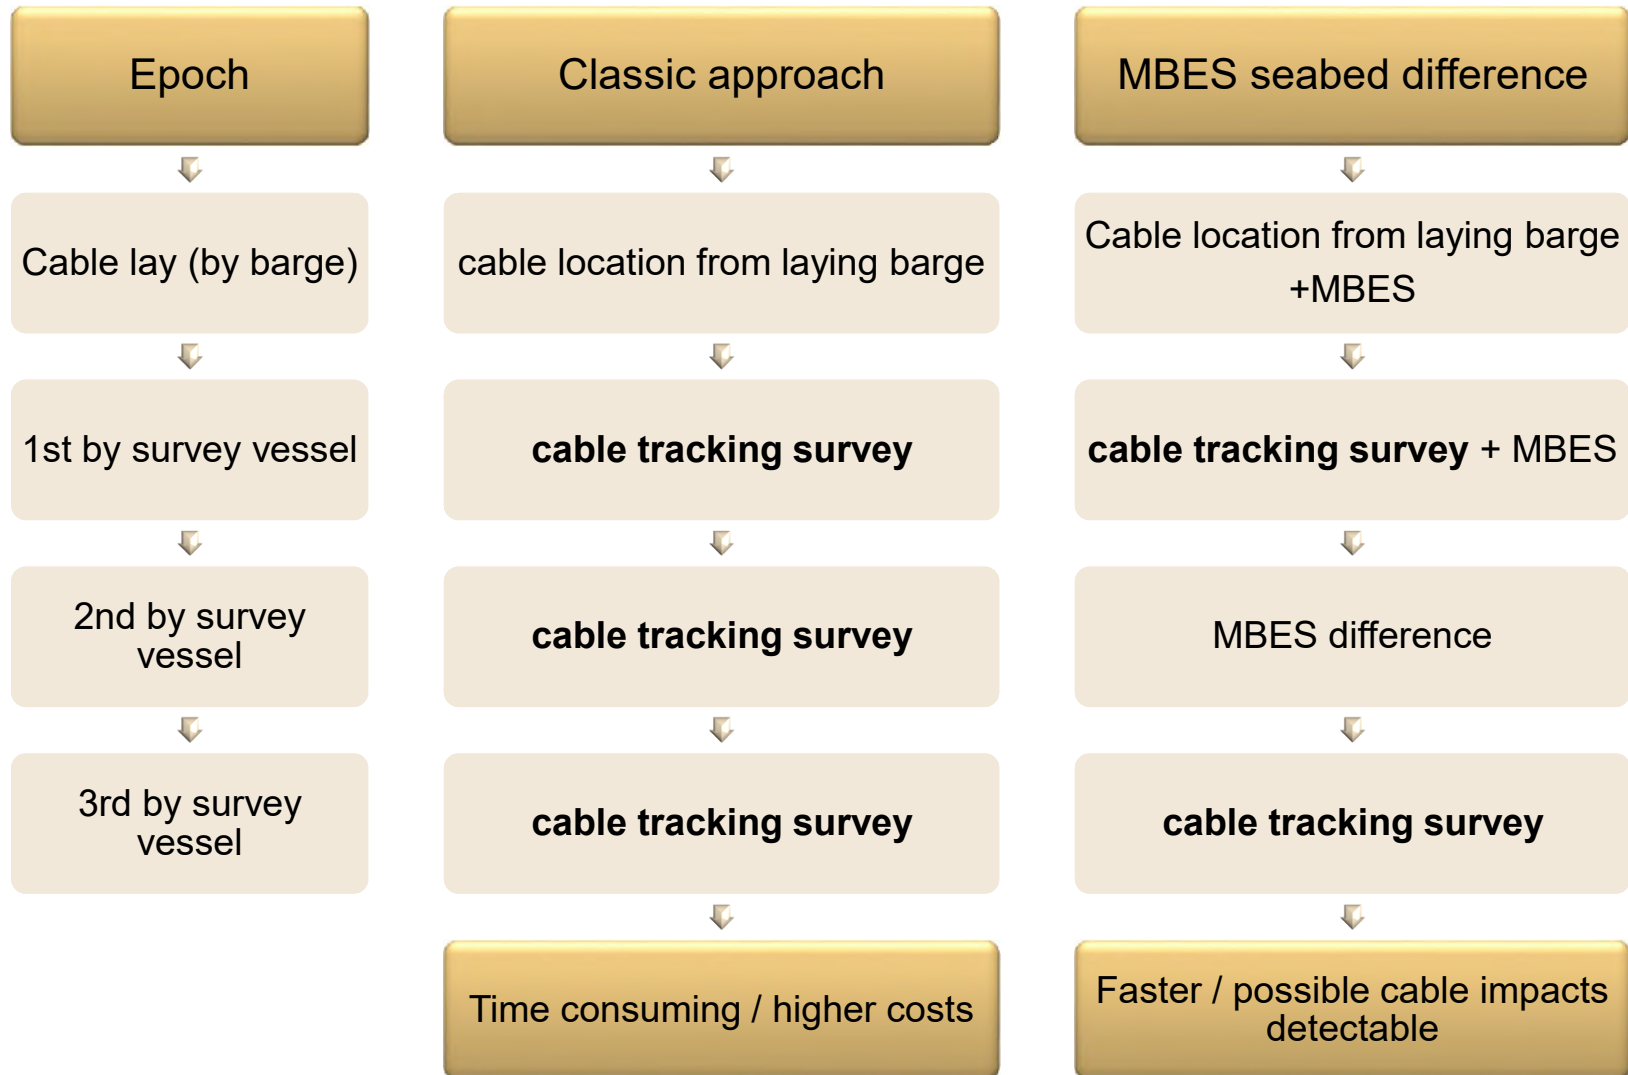 Epoch
Classic approach
MBES seabed difference
Cable lay (by barge)
cable location from laying barge
Cable location from laying barge
+MBES
1st by survey vessel
cable tracking survey
cable tracking survey + MBES
2nd by survey
vessel
cable tracking survey
MBES difference
3rd by survey
vessel
cable tracking survey
cable tracking survey
Time consuming / higher costs
Faster / possible cable impacts
detectable